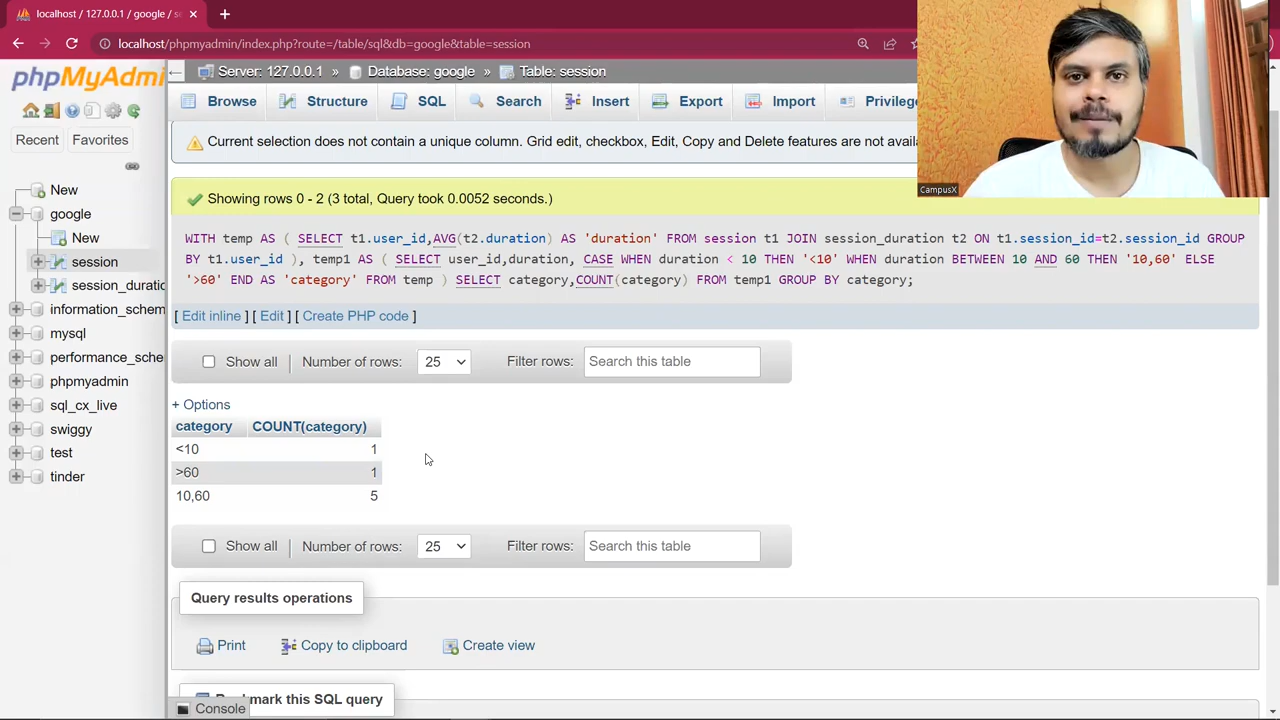 localhost / 127.0.0.1 / google / s
localhost/phpmyadmin/index.php?route=/table/sql&db=google&table=session
phpMyAdmi
Recent Favorites
New
google
New
session
session_duratio
information_schem
mysql
performance_sche
phpmyadmin
sql_cx_live
swiggy
test
tinder
Server: 127.0.0.1 » Database: google » Table: session
Browse Structure SQL Search Insert Export Import Privileg
Current selection does not contain a unique column. Grid edit, checkbox, Edit, Copy and Delete features are not avail
CampusX
Showing rows 0 - 2 (3 total, Query took 0.0052 seconds.)
WITH temp AS ( SELECT t1.user_id,AVG(t2.duration) AS 'duration' FROM session t1 JOIN session_duration t2 ON t1.session_id=t2.session_id GROUP
BY t1.user_id ), temp1 AS ( SELECT user_id,duration, CASE WHEN duration < 10 THEN '<10' WHEN duration BETWEEN 10 AND 60 THEN '10,60' ELSE
'>60' END AS 'category' FROM temp ) SELECT category,COUNT(category) FROM temp1 GROUP BY category;
[ Edit inline ] [ Edit ] [ Create PHP code ]
Show all Number of rows: 25 Filter rows: Search this table
+ Options
category COUNT(category)
<10 1
>60 1
10,60 5
Show all Number of rows: 25 Filter rows: Search this table
Query results operations
Print Copy to clipboard Create view
mark this SQL query
Console